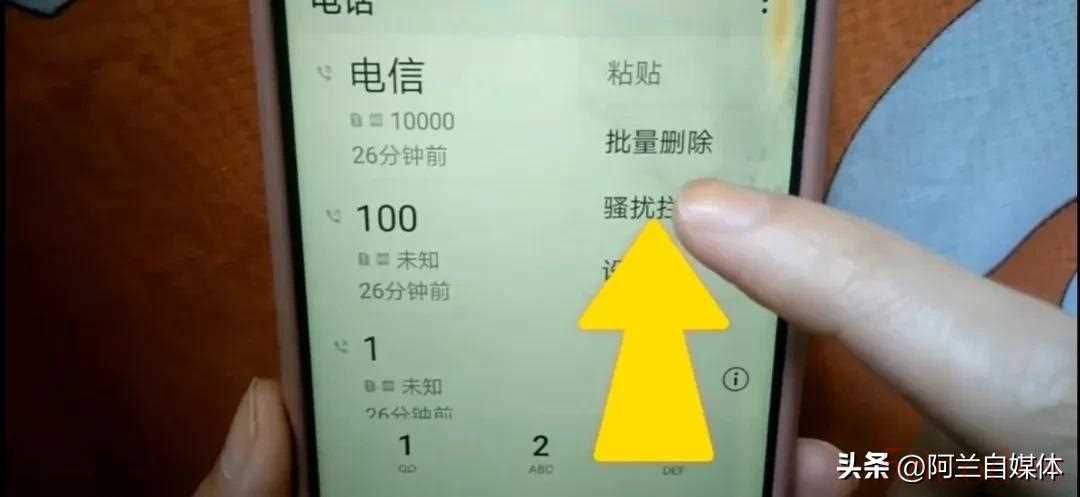 电话
电信
10000
26分钟前
粘贴
批量删除
骚扰拦
设
100
未知
26分钟前
1
未知
26分钟前
1
2
ABC
DEF
头条 @阿兰自媒体